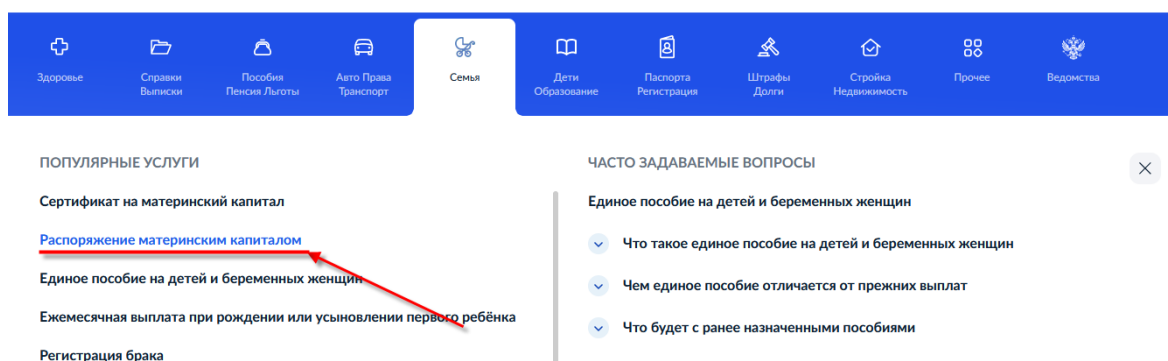 Здоровье
Справки
Выписки
Пособия
Пенсия Льготы
Авто Права
Транспорт
Семья
Дети
Образование
Паспорта
Регистрация
Штрафы
Долги
Стройка
Недвижимость
Прочее
Ведомства
ПОПУЛЯРНЫЕ УСЛУГИ
Сертификат на материнский капитал
Распоряжение материнским капиталом
Единое пособие на детей и беременных женщин
Ежемесячная выплата при рождении или усыновлении первого ребёнка
Регистрация брака
ЧАСТО ЗАДАВАЕМЫЕ ВОПРОСЫ
Единое пособие на детей и беременных женщин
Что такое единое пособие на детей и беременных женщин
Чем единое пособие отличается от прежних выплат
Что будет с ранее назначенными пособиями